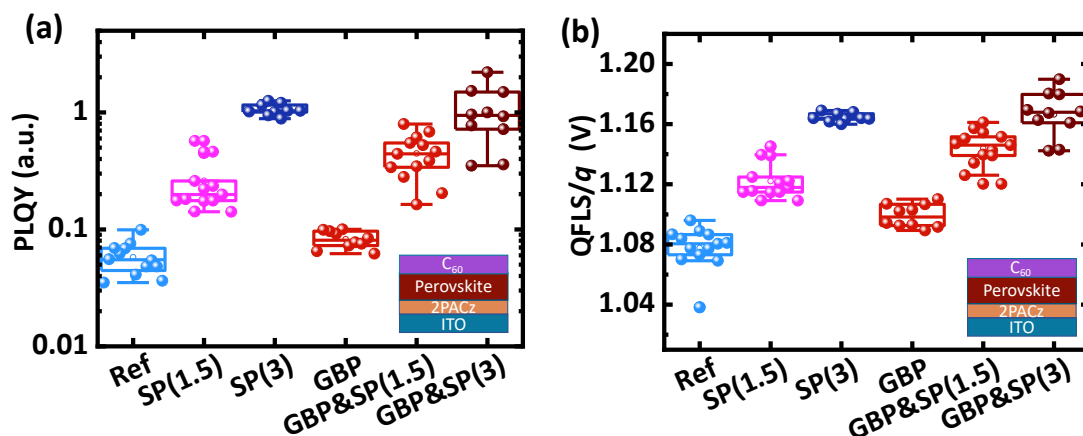 (a)
PLQY (a.u.)
1
0.1
0.01
Ref
SP(1.5)
SP(3)
GBP
GBP&SP(1.5)
GBP&SP(3)
C60
Perovskite
2PACz
ITO
(b)
QFLS/q (V)
1.20
1.16
1.12
1.08
1.04
Ref
SP(1.5)
SP(3)
GBP
GBP&SP(1.5)
GBP&SP(3)
C60
Perovskite
2PACz
ITO